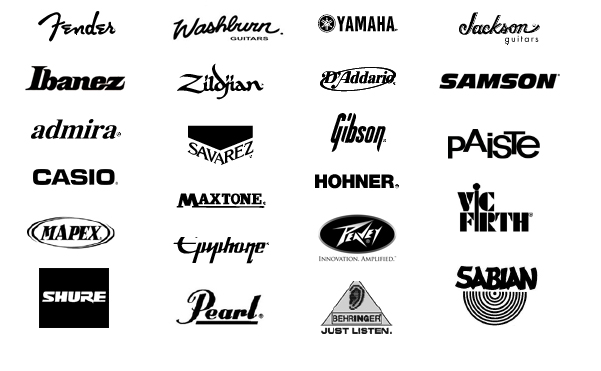 Fender
Washburn.
GUITARS
YAMAHA
Jackson
guitars
Ibanez
Zildjian
D'Addario
SAMSON
admira
SAVAREZ
Gibson
PAiSTe
CASIO
MAXTONE
HOHNER
VIC
FIRTH
MAPEX
Epiphone
PEAVEY
INNOVATION. AMPLIFIED.
SHURE
Pearl
BEHRINGER
JUST LISTEN.
SABIAN